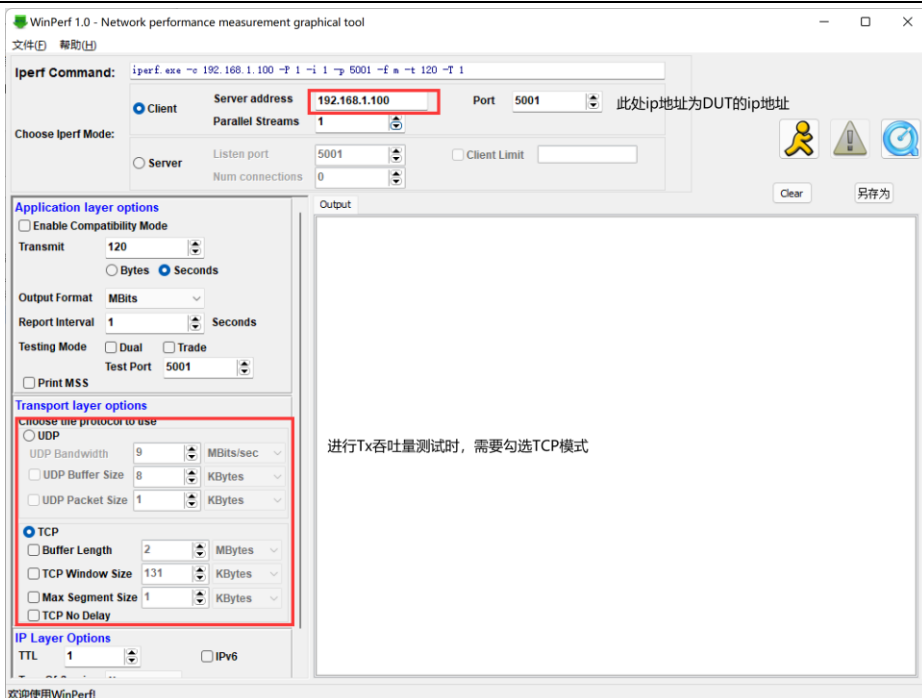 WinPerf 1.0 - Network performance measurement graphical tool
文件(F) 帮助(H)
Iperf Command: iperf.exe -c 192.168.1.100 -P 1 -i 1 -p 5001 -f m -t 120 -T 1
Choose Iperf Mode:
Client
Server address 192.168.1.100 Port 5001 此处ip地址为DUT的ip地址
Parallel Streams 1
Server
Listen port 5001 Client Limit
Num connections 0
Clear 另存为
Application layer options
Enable Compatibility Mode
Transmit 120
Bytes Seconds
Output Format MBits
Report Interval 1 Seconds
Testing Mode Dual Trade
Test Port 5001
Print MSS
Transport layer options
Choose the protocol to use
UDP
UDP Bandwidth 9 MBits/sec
UDP Buffer Size 8 KBytes
UDP Packet Size 1 KBytes
TCP
Buffer Length 2 MBytes
TCP Window Size 131 KBytes
Max Segment Size 1 KBytes
TCP No Delay
IP Layer Options
TTL 1 IPv6
Output
进行Tx吞吐量测试时，需要勾选TCP模式
欢迎使用WinPerf!